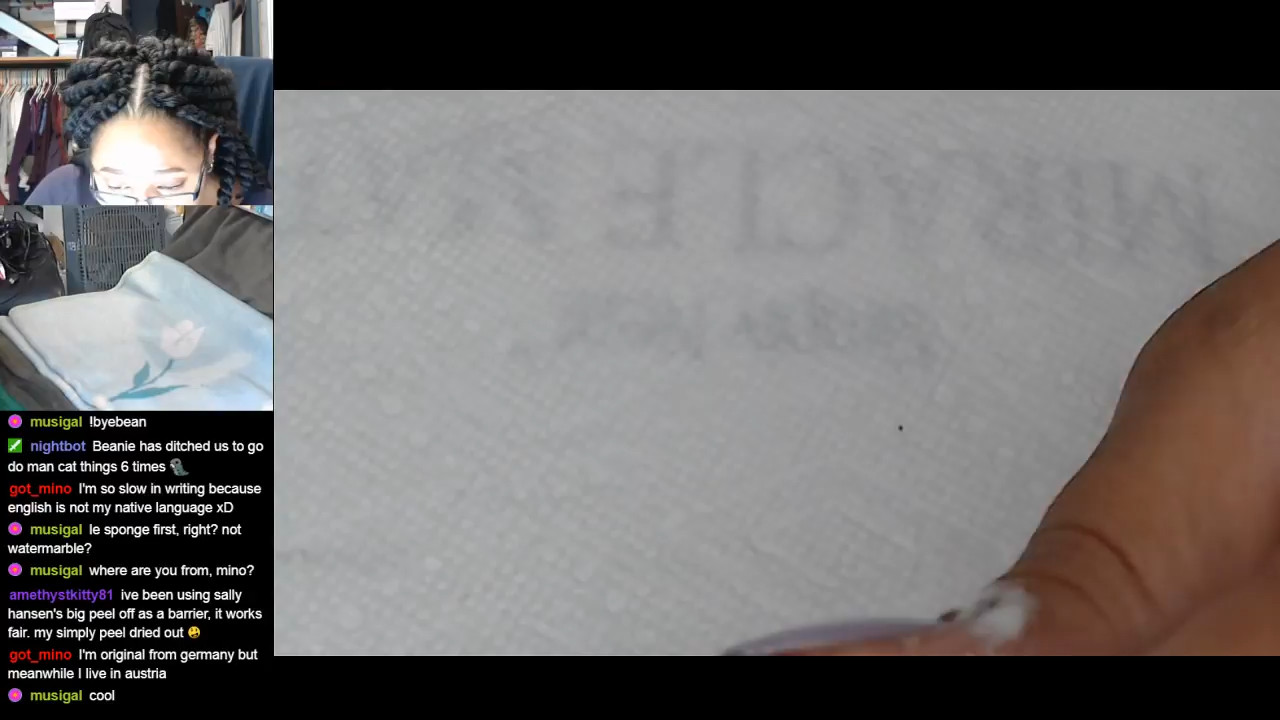 musigal !byebean
nightbot Beanie has ditched us to go
do man cat things 6 times
got_mino I'm so slow in writing because
english is not my native language xD
musigal le sponge first, right? not
watermarble?
musigal where are you from, mino?
amethystkitty81 ive been using sally
hansen's big peel off as a barrier, it works
fair. my simply peel dried out
got_mino I'm original from germany but
meanwhile I live in austria
musigal cool